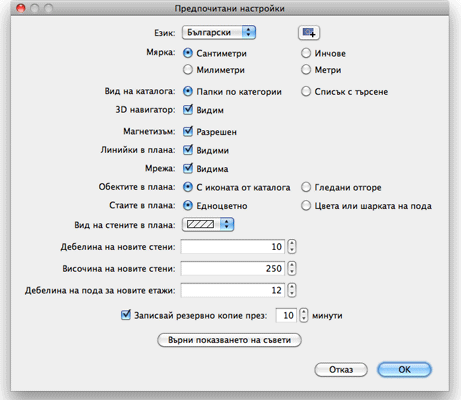 Предпочитани настройки
Език: Български
Мярка: Сантиметри Инчове
Милиметри Метри
Вид на каталога: Папки по категории Списък с търсене
3D навигатор: Видим
Магнетизъм: Разрешен
Линийки в плана: Видими
Мрежа: Видима
Обектите в плана: С иконата от каталога Гледани отгоре
Стаите в плана: Едноцветно Цвета или шарката на пода
Вид на стените в плана:
Дебелина на новите стени: 10
Височина на новите стени: 250
Дебелина на пода за новите етажи: 12
Записвай резервно копие през: 10 минути
Върни показването на съвети
Отказ OK